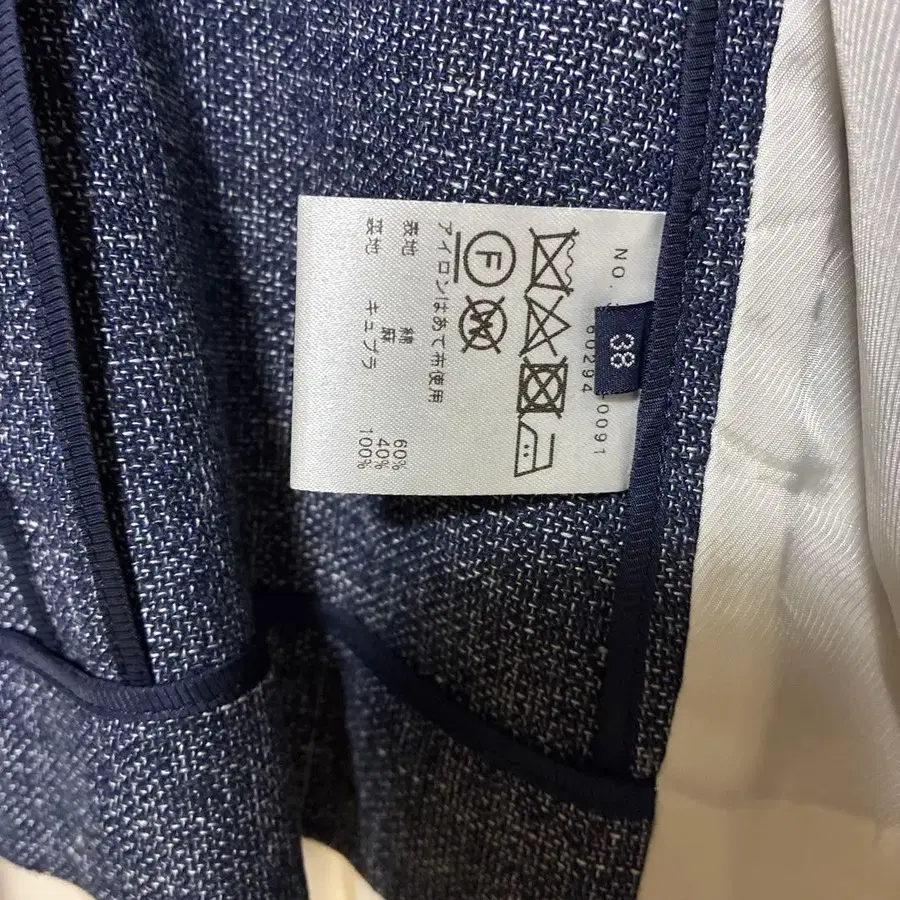 NO. 60294 0091
38
F W
アイロンはあて布使用
表地 綿 60%
麻 40%
裏地 キュプラ 100%